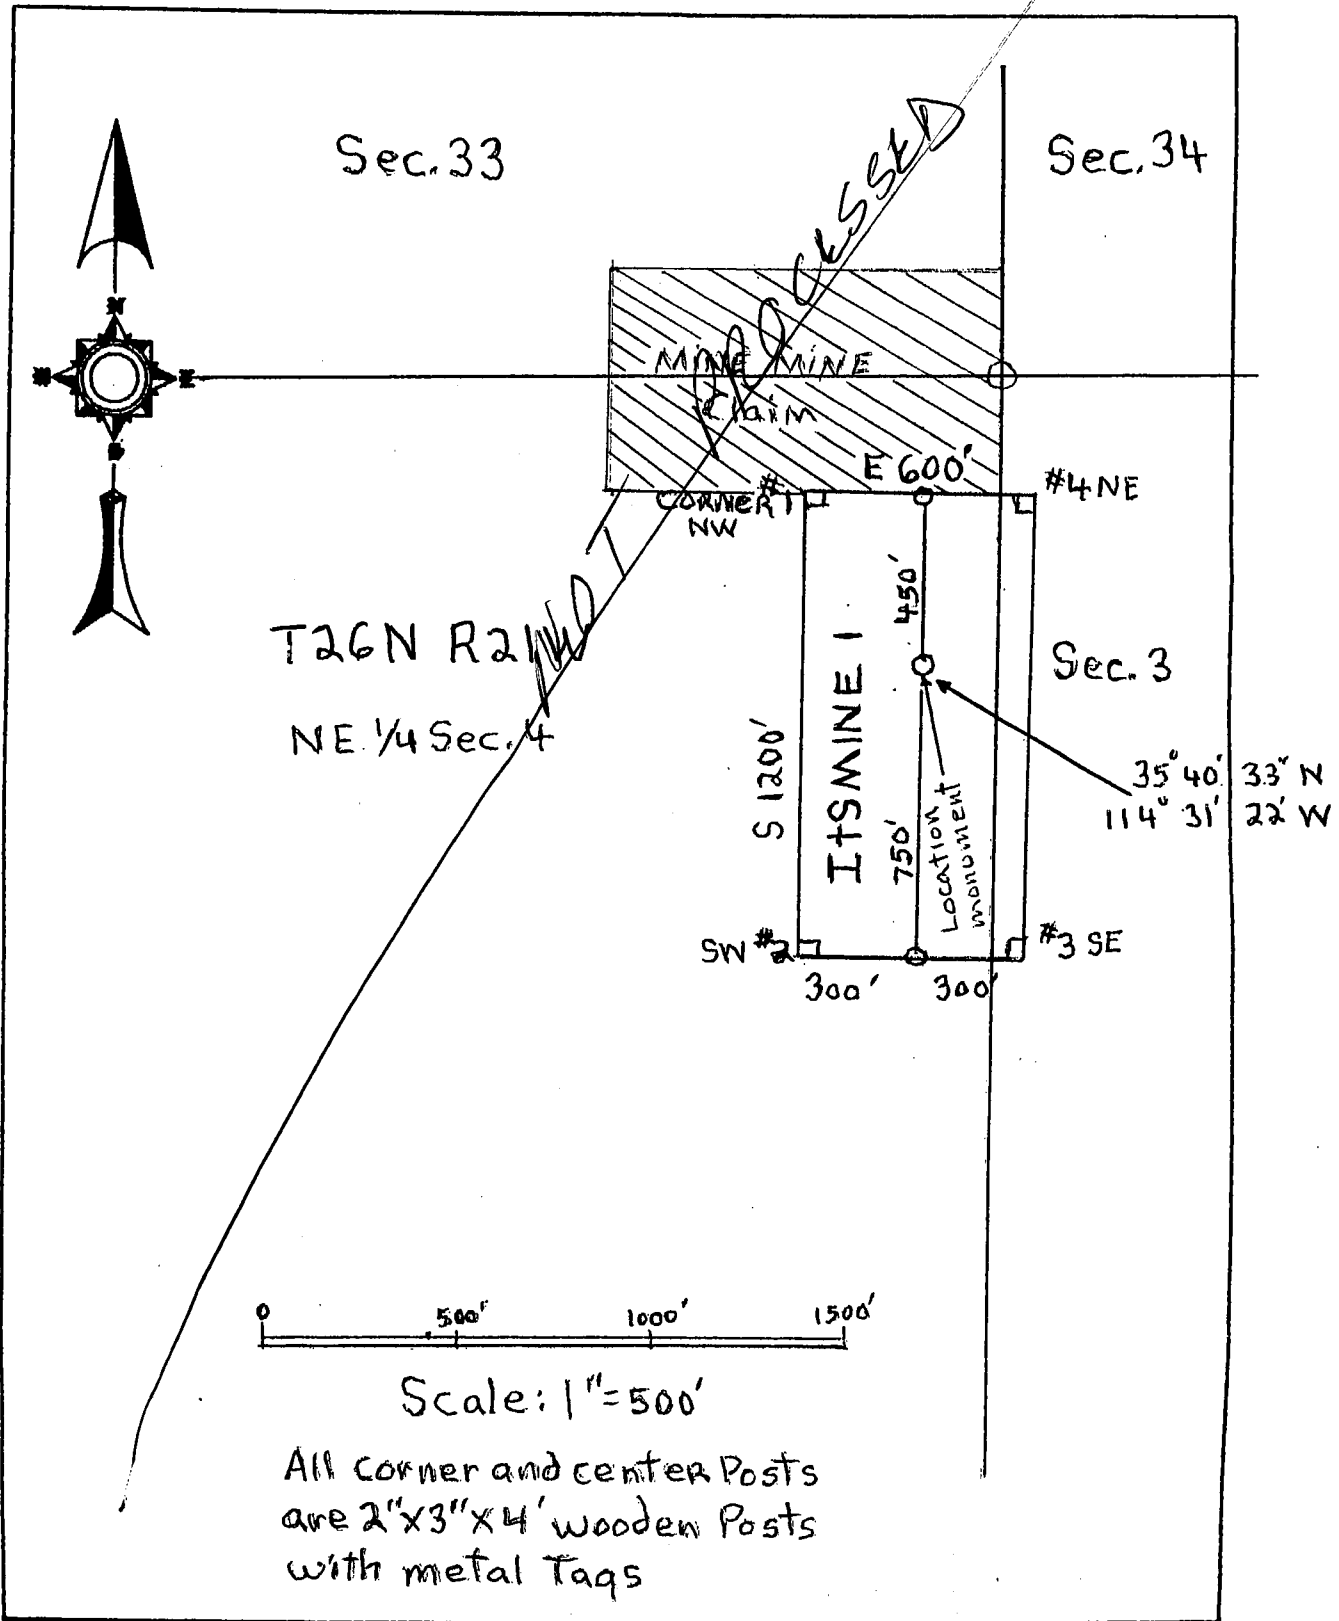 Sec. 33
Sec. 34
N
MINE MINE
Claim
E 600'
#4 NE
CORNER #1
NW
450'
T26N R21W
Sec. 3
NE 1/4 Sec. 4
ItSMINE 1
S 1200'
35° 40' 33" N
114° 31' 22' W
750'
Location
monument
SW #2
#3 SE
300' 300'
0 500' 1000' 1500'
Scale: 1"=500'
All corner and center Posts
are 2"x3"x4' wooden Posts
with metal Tags